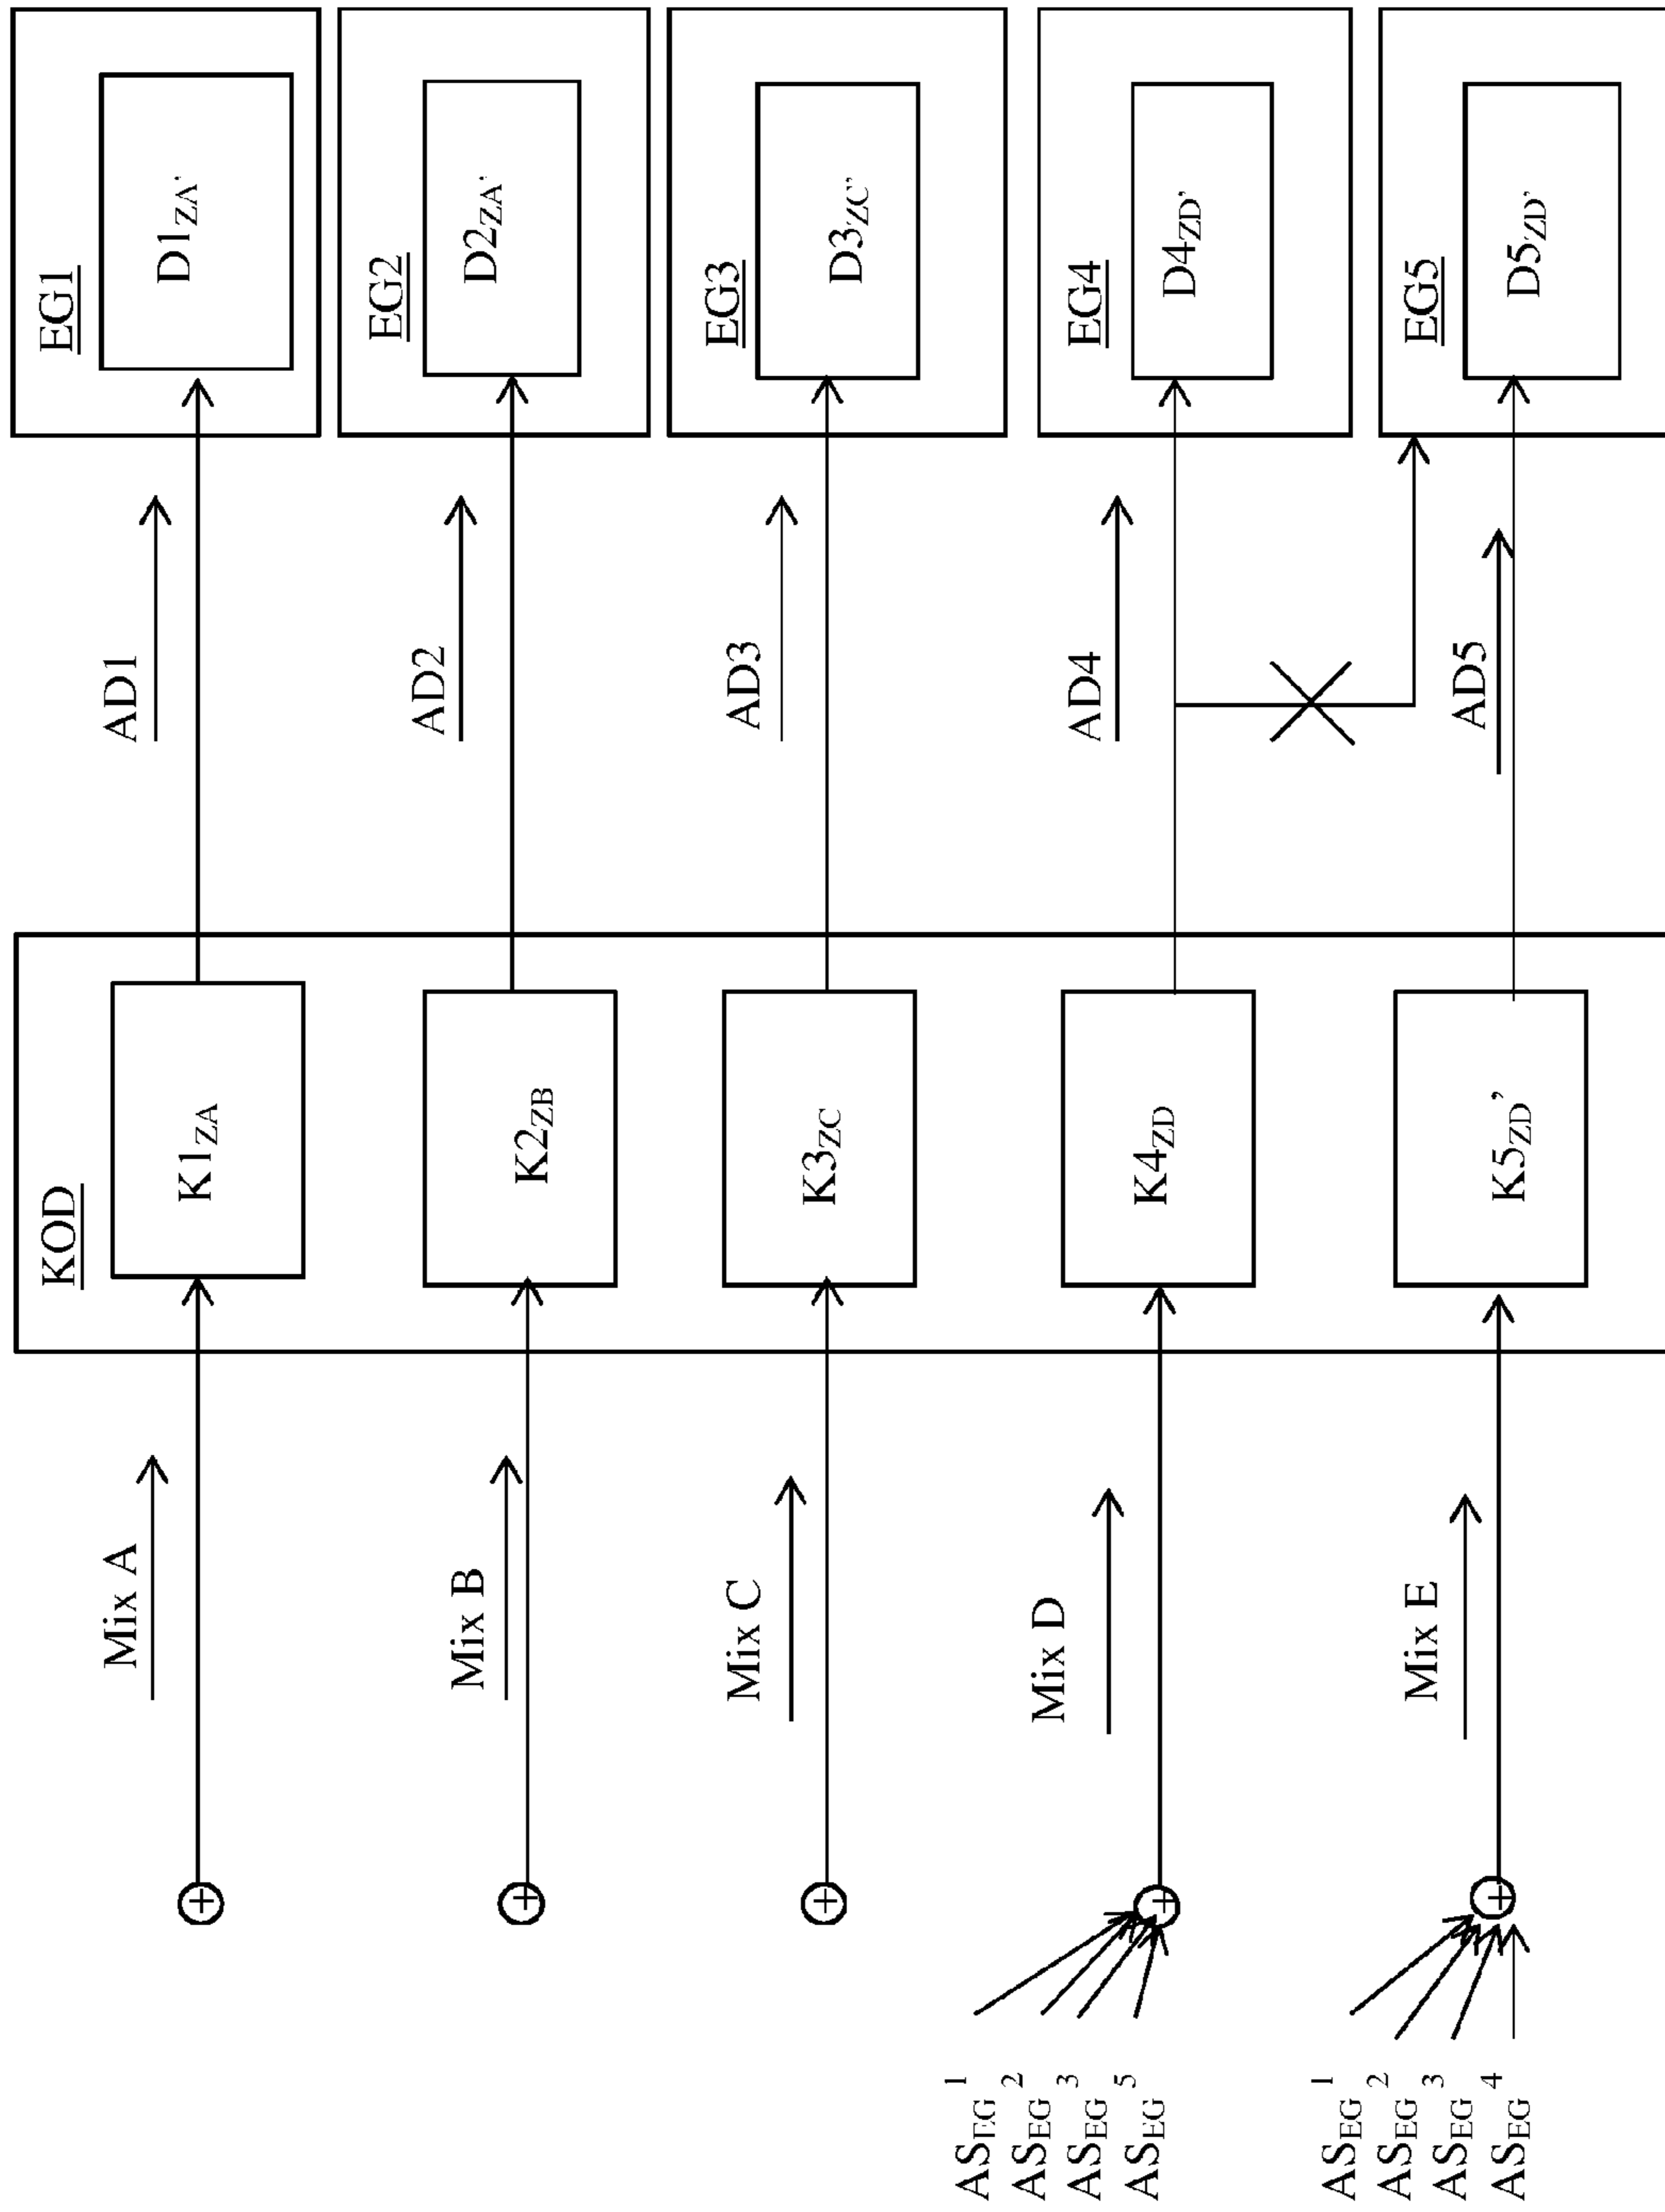 KOD
EG1
Mix A
AD1
K1ZA
D1ZA'
EG2
Mix B
AD2
K2ZB
D2ZA'
EG3
Mix C
AD3
K3ZC
D3ZC”
ASEG1
ASEG2
ASEG3
ASEG5
EG4
Mix D
AD4
K4ZD
D4ZD’
ASEG1
ASEG2
ASEG3
ASEG4
EG5
Mix E
AD5
K5ZD’
D5ZD’